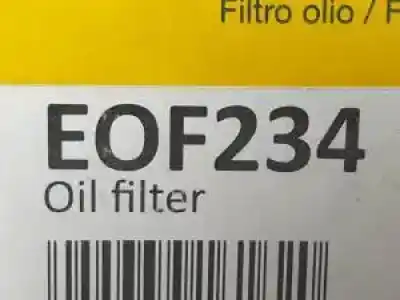 Filtro olio /
EOF234
Oil filter